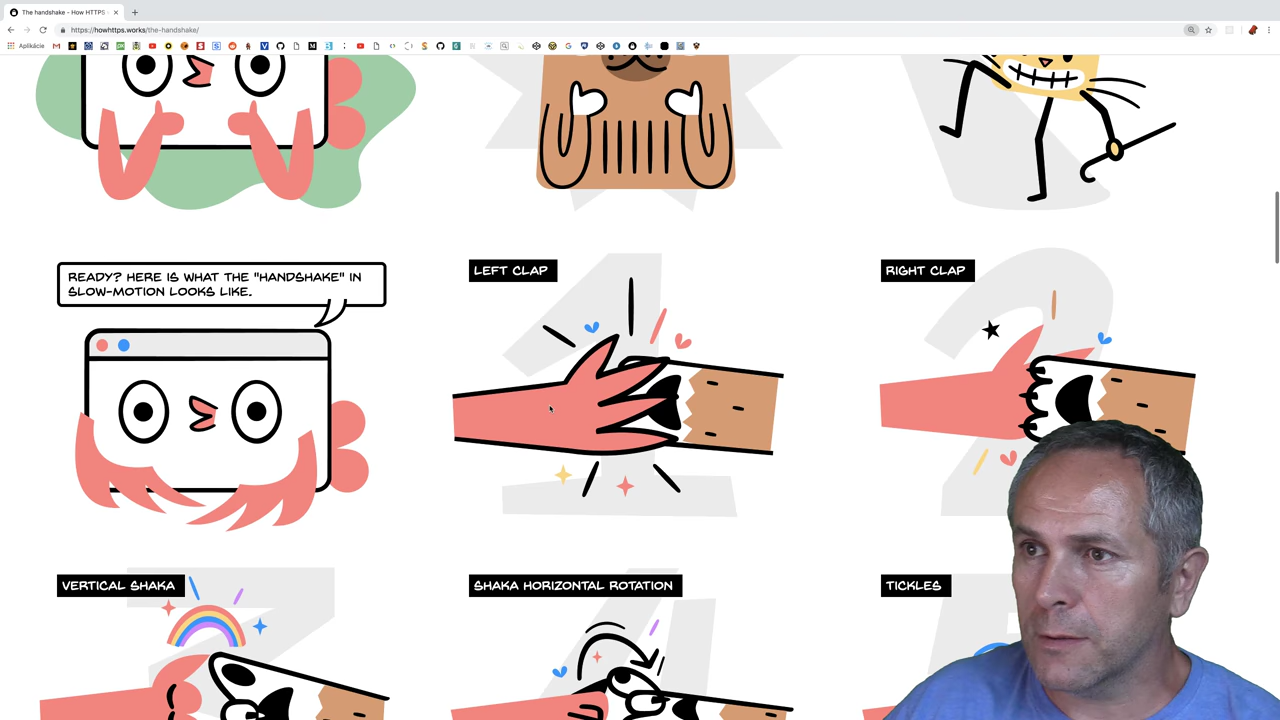 The handshake - How HTTPS
https://howhttps.works/the-handshake/
Aplikácie
READY? HERE IS WHAT THE "HANDSHAKE" IN
SLOW-MOTION LOOKS LIKE.
LEFT CLAP
RIGHT CLAP
VERTICAL SHAKA
SHAKA HORIZONTAL ROTATION
TICKLES